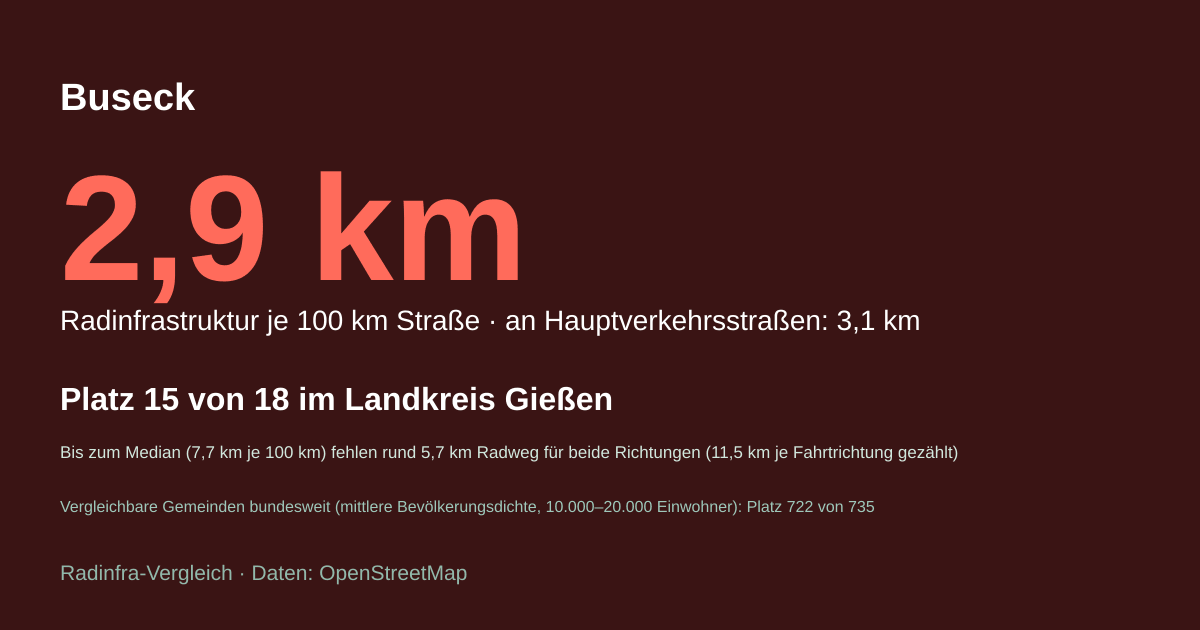 Buseck
2,9 km
Radinfrastruktur je 100 km Straße · an Hauptverkehrsstraßen: 3,1 km
Platz 15 von 18 im Landkreis Gießen
Bis zum Median (7,7 km je 100 km) fehlen rund 5,7 km Radweg für beide Richtungen (11,5 km je Fahrtrichtung gezählt)
Vergleichbare Gemeinden bundesweit (mittlere Bevölkerungsdichte, 10.000–20.000 Einwohner): Platz 722 von 735
Radinfra-Vergleich · Daten: OpenStreetMap